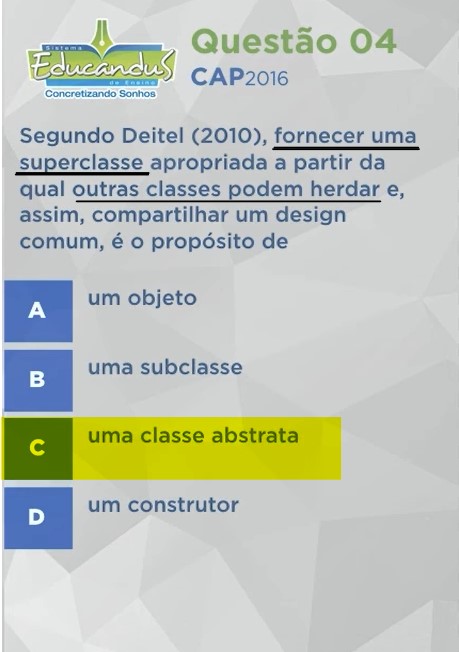 Sistema
Educandus
de Ensino
Concretizando Sonhos
Questão 04
CAP2016
Segundo Deitel (2010), fornecer uma
superclasse apropriada a partir da
qual outras classes podem herdar e,
assim, compartilhar um design
comum, é o propósito de
A um objeto
B uma subclasse
C uma classe abstrata
D um construtor